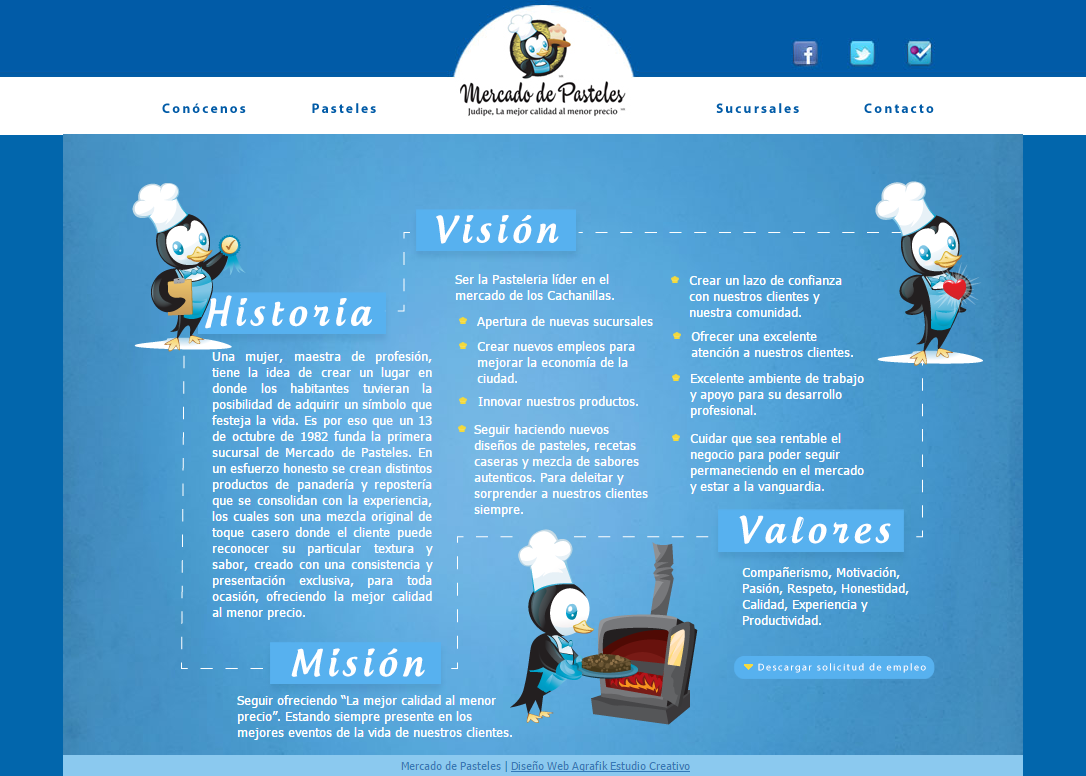 Mercado de Pasteles
Judipe, La mejor calidad al menor precio
Conócenos
Pasteles
Sucursales
Contacto
Historia
Una mujer, maestra de profesión,
tiene la idea de crear un lugar en
donde los habitantes tuvieran la
posibilidad de adquirir un símbolo que
festeja la vida. Es por eso que un 13
de octubre de 1982 funda la primera
sucursal de Mercado de Pasteles. En
un esfuerzo honesto se crean distintos
productos de panadería y repostería
que se consolidan con la experiencia,
los cuales son una mezcla original de
toque casero donde el cliente puede
reconocer su particular textura y
sabor, creado con una consistencia y
presentación exclusiva, para toda
ocasión, ofreciendo la mejor calidad
al menor precio.
Misión
Seguir ofreciendo “La mejor calidad al menor
precio”. Estando siempre presente en los
mejores eventos de la vida de nuestros clientes.
Visión
Ser la Pasteleria líder en el
mercado de los Cachanillas.
Apertura de nuevas sucursales
Crear nuevos empleos para
mejorar la economía de la
ciudad.
Innovar nuestros productos.
Seguir haciendo nuevos
diseños de pasteles, recetas
caseras y mezcla de sabores
autenticos. Para deleitar y
sorprender a nuestros clientes
siempre.
Crear un lazo de confianza
con nuestros clientes y
nuestra comunidad.
Ofrecer una excelente
atención a nuestros clientes.
Excelente ambiente de trabajo
y apoyo para su desarrollo
profesional.
Cuidar que sea rentable el
negocio para poder seguir
permaneciendo en el mercado
y estar a la vanguardia.
Valores
Compañerismo, Motivación,
Pasión, Respeto, Honestidad,
Calidad, Experiencia y
Productividad.
Descargar solicitud de empleo
Mercado de Pasteles | Diseño Web Agrafik Estudio Creativo